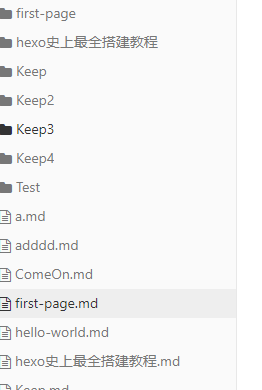 first-page
hexo史上最全搭建教程
Keep
Keep2
Keep3
Keep4
Test
a.md
adddd.md
ComeOn.md
first-page.md
hello-world.md
hexo史上最全搭建教程.md
Keep.md